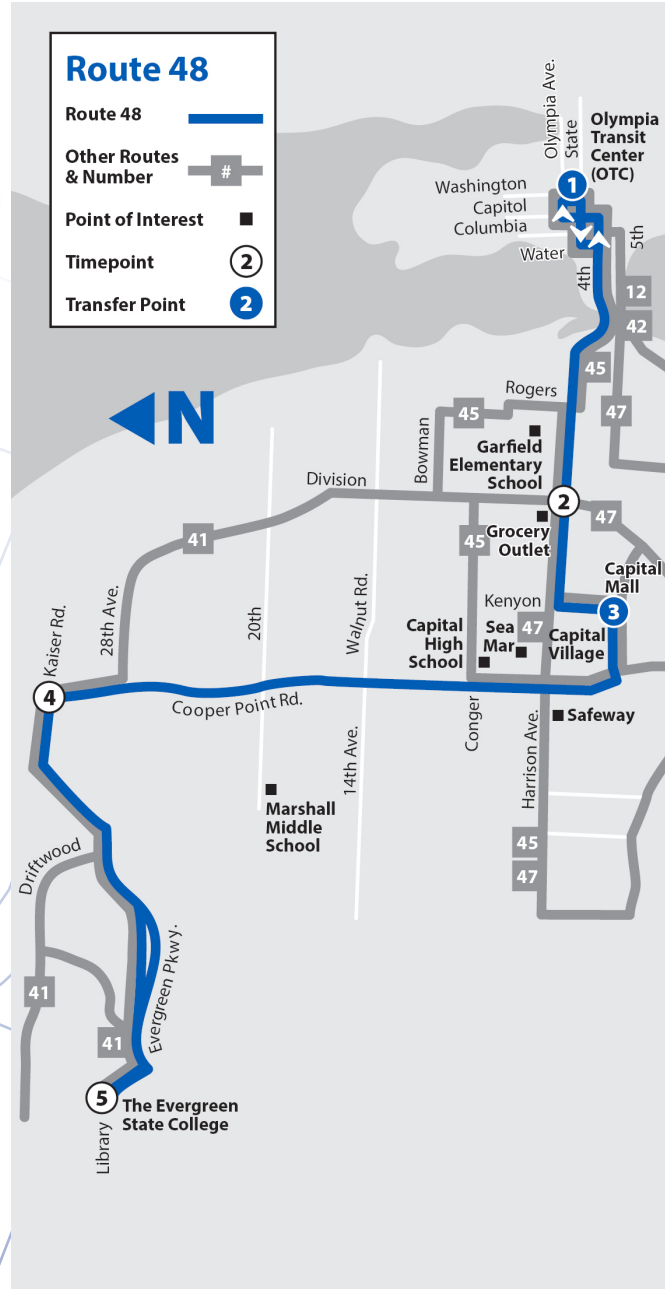 Route 48
Route 48
Other Routes
& Number
#
Point of Interest
Timepoint
2
Transfer Point
2
Olympia Ave.
State
Olympia
Transit
Center
(OTC)
1
Washington
Capitol
Columbia
Water
4th
5th
12
42
45
47
N
Rogers
45
Bowman
Garfield
Elementary
School
Division
2
47
Grocery
Outlet
41
45
Capital
Mall
3
Kenyon
47
Sea
Mar
Capital
Village
Capital
High
School
28th Ave.
20th
Walnut Rd.
Kaiser Rd.
4
Cooper Point Rd.
Conger
Safeway
Harrison Ave.
14th Ave.
Marshall
Middle
School
45
47
Driftwood
41
41
Evergreen Pkwy.
5
The Evergreen
State College
Library